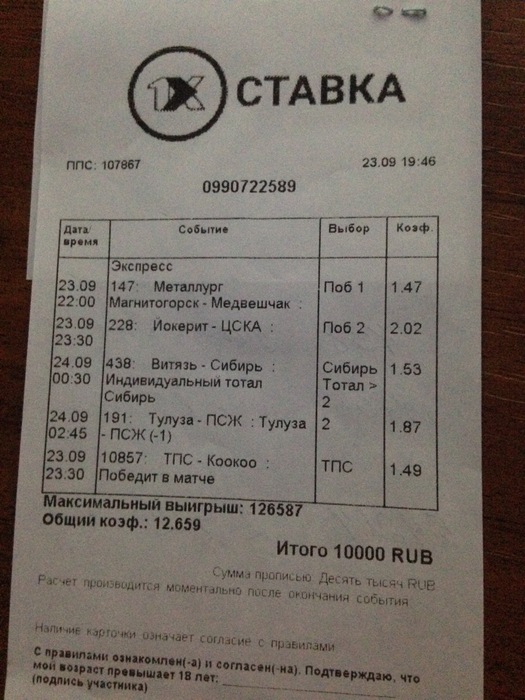 1X СТАВКА
ППС: 107867 23.09 19:46
0990722589
Дата время Событие Выбор Коэф.
Экспресс
23.09 147: Металлург Поб 1 1.47
22:00 Магнитогорск - Медвешчак :
23.09 228: Йокерит - ЦСКА : Поб 2 2.02
23:30
24.09 438: Витязь - Сибирь : Сибирь 1.53
00:30 Индивидуальный тотал Тотал >
Сибирь 2
24.09 191: Тулуза - ПСЖ : Тулуза 2 1.87
02:45 - ПСЖ (-1)
23.09 10857: ТПС - Коокоо : ТПС 1.49
23:30 Победит в матче
Максимальный выигрыш: 126587
Общий коэф.: 12.659
Итого 10000 RUB
Сумма прописью: Десять тысяч RUB
Расчет производится моментально после окончания события
Наличие карточки означает согласие с правилами
С правилами ознакомлен(-а) и согласен(-на). Подтверждаю, что
мой возраст превышает 18 лет:
(подпись участника)